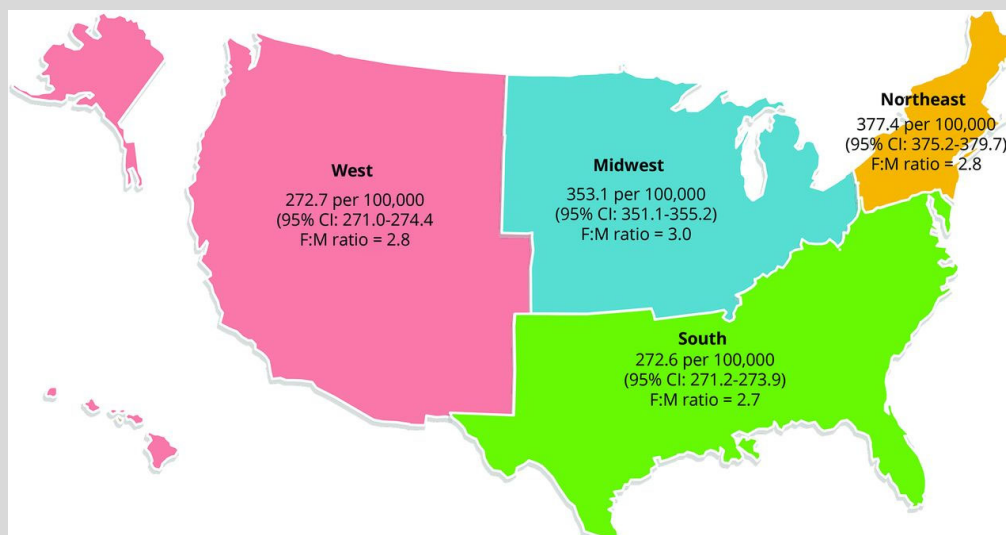 Northeast
377.4 per 100,000
(95% CI: 375.2-379.7)
F:M ratio = 2.8
West
272.7 per 100,000
(95% CI: 271.0-274.4
F:M ratio = 2.8
Midwest
353.1 per 100,000
(95% CI: 351.1-355.2)
F:M ratio = 3.0
South
272.6 per 100,000
(95% CI: 271.2-273.9)
F:M ratio = 2.7